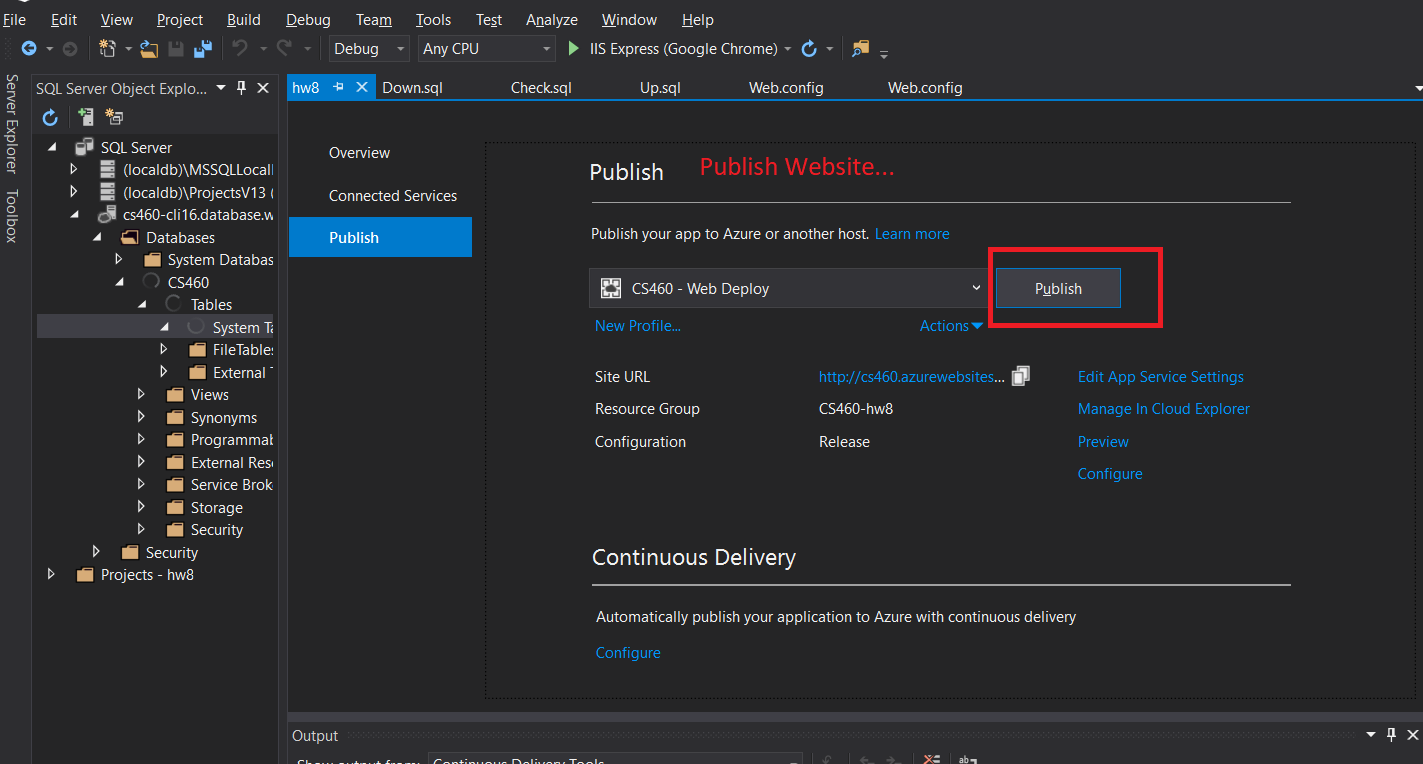 File Edit View Project Build Debug Team Tools Test Analyze Window Help
Debug Any CPU IIS Express (Google Chrome)
Server Explorer
Toolbox
SQL Server Object Explo...
SQL Server
(localdb)\MSSQLLocall
(localdb)\ProjectsV13 (
cs460-cli16.database.w
Databases
System Databas
CS460
Tables
System Ta
FileTables
External T
Views
Synonyms
Programmab
External Res
Service Brok
Storage
Security
Security
Projects - hw8
hw8 Down.sql Check.sql Up.sql Web.config Web.config
Overview
Connected Services
Publish
Publish
Publish Website...
Publish your app to Azure or another host. Learn more
CS460 - Web Deploy
Publish
New Profile... Actions
Site URL http://cs460.azurewebsites... Edit App Service Settings
Resource Group CS460-hw8 Manage In Cloud Explorer
Configuration Release Preview
Configure
Continuous Delivery
Automatically publish your application to Azure with continuous delivery
Configure
Output
Show output from: Continuous Delivery Tools